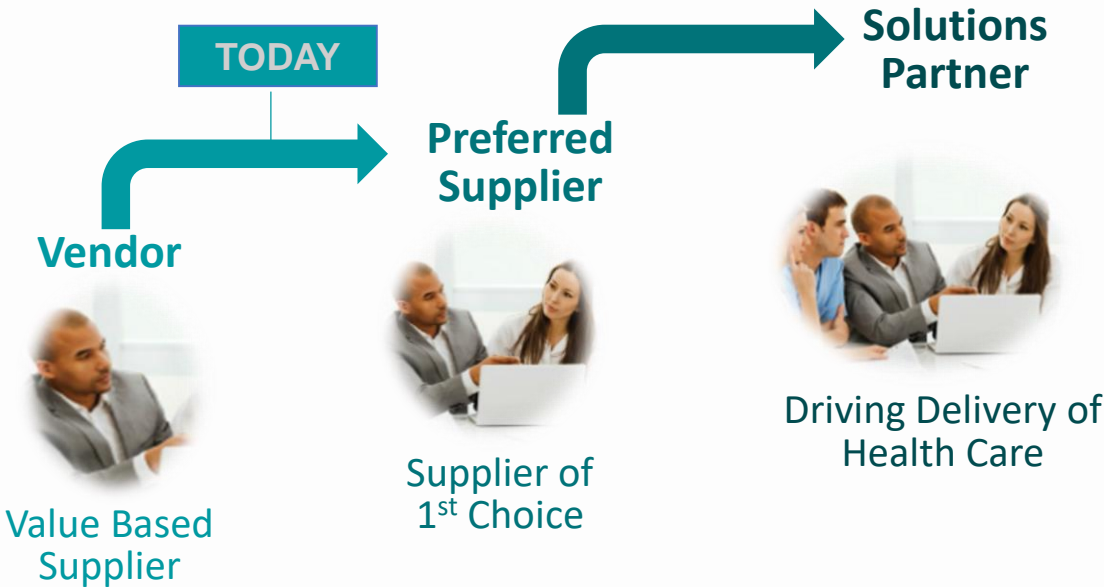 TODAY
Vendor
Value Based
Supplier
Preferred
Supplier
Supplier of
1st Choice
Solutions
Partner
Driving Delivery of
Health Care